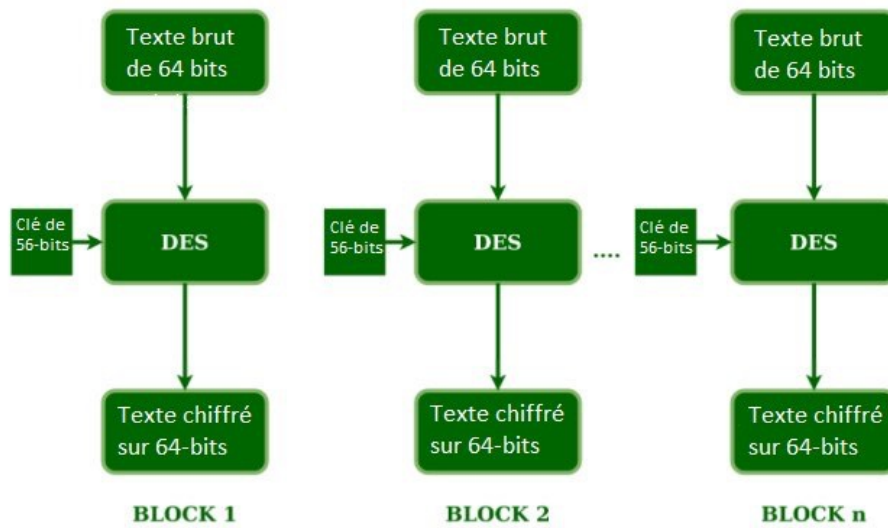 Texte brut
de 64 bits
Texte brut
de 64 bits
Texte brut
de 64 bits
Clé de
56-bits
DES
Clé de
56-bits
DES
....
Clé de
56-bits
DES
Texte chiffré
sur 64-bits
Texte chiffré
sur 64-bits
Texte chiffré
sur 64-bits
BLOCK 1
BLOCK 2
BLOCK n